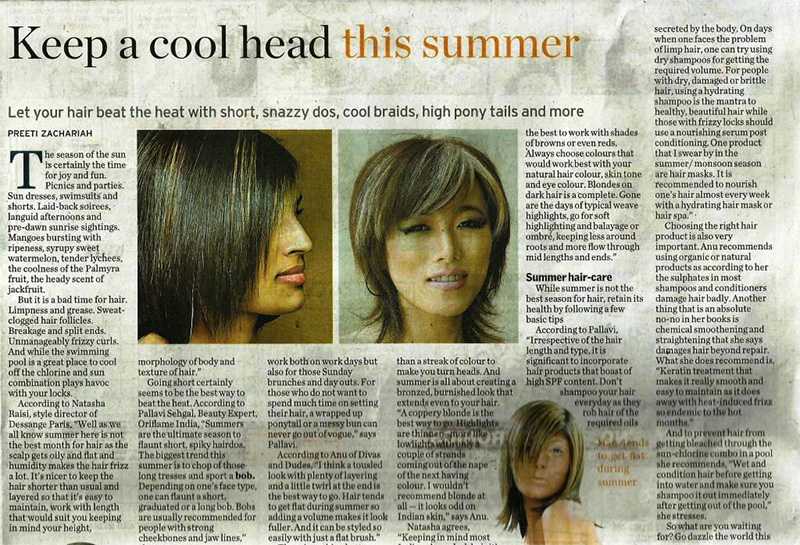 Keep a cool head this summer
Let your hair beat the heat with short, snazzy dos, cool braids, high pony tails and more
PREETI ZACHARIAH
The season of the sun
is certainly the time
for joy and fun.
Picnics and parties.
Sun dresses, swimsuits and
shorts. Laid-back soirees,
languid afternoons and
pre-dawn sunrise sightings.
Mangoes bursting with
ripeness, syrupy sweet
watermelon, tender lychees,
the coolness of the Palmyra
fruit, the heady scent of
jackfruit.
But it is a bad time for hair.
Limpness and grease. Sweat-
clogged hair follicles.
Breakage and split ends.
Unmanageably frizzy curls.
And while the swimming
pool is a great place to cool
off the chlorine and sun
combination plays havoc
with your locks.
According to Natasha
Raisi, style director of
Dessange Paris, "Well as we
all know summer here is not
the best month for hair as the
scalp gets oily and flat and
humidity makes the hair frizz
a lot. It's nicer to keep the
hair shorter than usual and
layered so that it's easy to
maintain, work with length
that would suit you keeping
in mind your height,
morphology of body and
texture of hair."
Going short certainly
seems to be the best way to
beat the heat. According to
Pallavi Sehgal, Beauty Expert,
Oriflame India, "Summers
are the ultimate season to
flaunt short, spiky hairdos.
The biggest trend this
summer is to chop of those
long tresses and sport a bob.
Depending on one's face type,
one can flaunt a short,
graduated or a long bob. Bobs
are usually recommended for
people with strong
cheekbones and jaw lines,"
work both on work days but
also for those Sunday
brunches and day outs. For
those who do not want to
spend much time on setting
their hair, a wrapped up
ponytail or a messy bun can
never go out of vogue," says
Pallavi.
According to Anu of Divas
and Dudes, "I think a tousled
look with plenty of layering
and a little twirl at the end is
the best way to go. Hair tends
to get flat during summer so
adding a volume makes it look
fuller. And it can be styled so
easily with just a flat brush."
than a streak of colour to
make you turn heads. And
summer is all about creating a
bronzed, burnished look that
extends even to your hair.
"A coppery blonde is the
best way to go. Highlights
are thinner, more like
lowlights with only a
couple of strands
coming out of the nape
of the next having
colour. I wouldn't
recommend blonde at
all — it looks odd on
Indian skin," says Anu.
Natasha agrees,
"Keeping in mind most
the best to work with shades
of browns or even reds.
Always choose colours that
would work best with your
natural hair colour, skin tone
and eye colour. Blondes on
dark hair is a complete. Gone
are the days of typical weave
highlights, go for soft
highlighting and balayage or
ombré, keeping less around
roots and more flow through
mid lengths and ends."
Summer hair-care
While summer is not the
best season for hair, retain its
health by following a few
basic tips
According to Pallavi,
"Irrespective of the hair
length and type, it is
significant to incorporate
hair products that boast of
high SPF content. Don't
shampoo your hair
everyday as they
rob hair of the
required oils
Hair tends
to get flat
during
summer
secreted by the body. On days
when one faces the problem
of limp hair, one can try using
dry shampoos for getting the
required volume. For people
with dry, damaged or brittle
hair, using a hydrating
shampoo is the mantra to
healthy, beautiful hair while
those with frizzy locks should
use a nourishing serum post
conditioning. One product
that I swear by in the
summer/ monsoon season
are hair masks. It is
recommended to nourish
one's hair almost every week
with a hydrating hair mask or
hair spa."
Choosing the right hair
product is also very
important. Anu recommends
using organic or natural
products as according to her
the sulphates in most
shampoos and conditioners
damage hair badly. Another
thing that is an absolute
no-no in her books is
chemical smoothening and
straightening that she says
damages hair beyond repair.
What she does recommend is,
"Keratin treatment that
makes it really smooth and
easy to maintain as it does
away with heat-induced frizz
so endemic to the hot
months."
And to prevent hair from
getting bleached through the
sun-chlorine combo in a pool
she recommends, "Wet and
condition hair before getting
into water and make sure you
shampoo it out immediately
after getting out of the pool,"
she stresses.
So what are you waiting
for? Go dazzle the world this